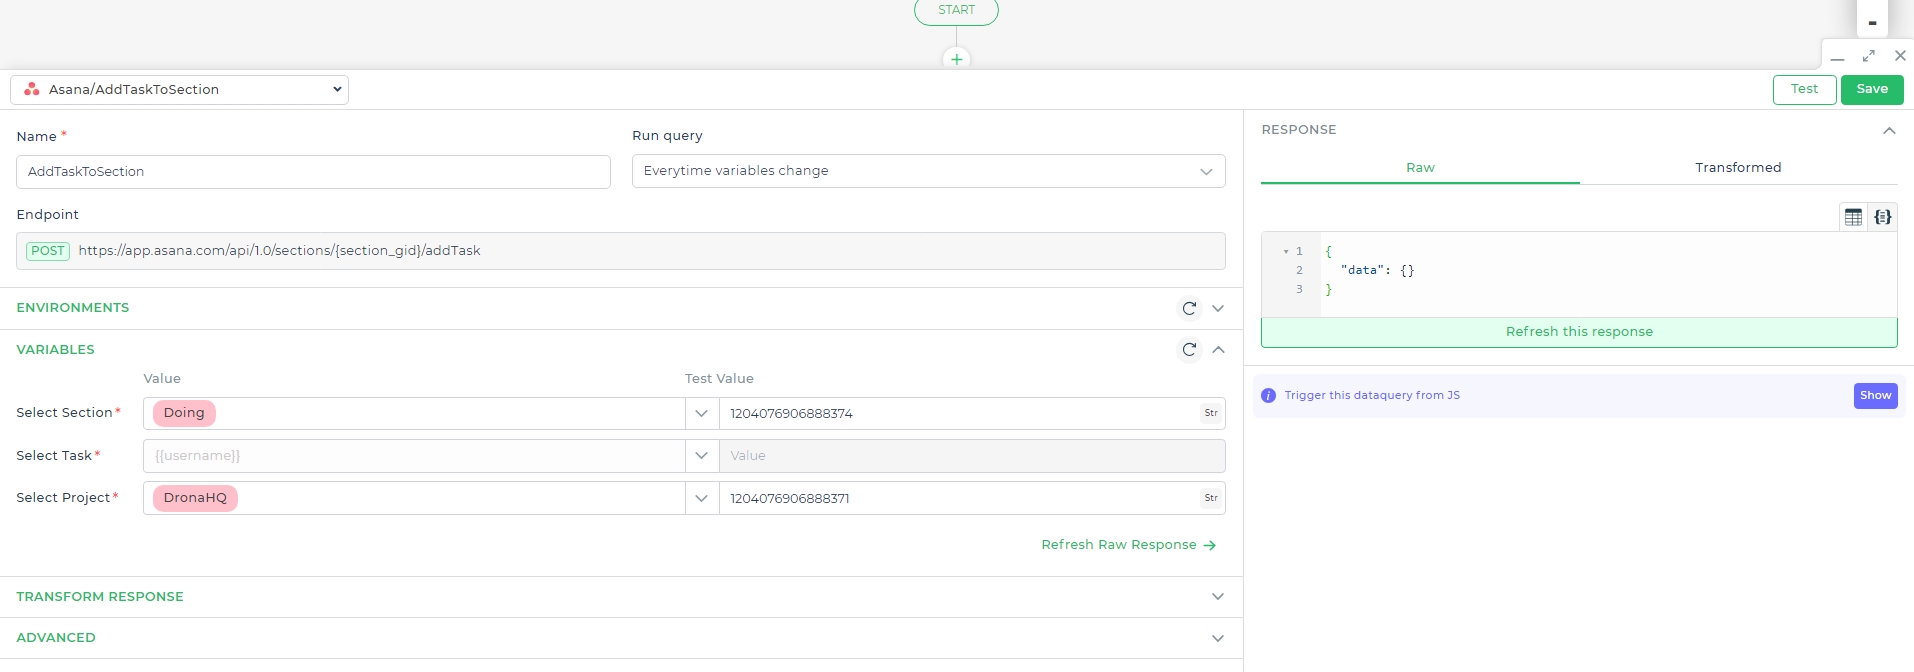 START
+
Asana/AddTaskToSection
Test
Save
Name *
Run query
AddTaskToSection
Everytime variables change
Endpoint
POST https://app.asana.com/api/1.0/sections/{section_gid}/addTask
ENVIRONMENTS
VARIABLES
Value Test Value
Select Section* Doing 1204076906888374 Str
Select Task* {{username}} Value
Select Project* DronaHQ 1204076906888371 Str
Refresh Raw Response →
TRANSFORM RESPONSE
ADVANCED
RESPONSE
Raw Transformed
1 {
2 "data": {}
3 }
Refresh this response
i Trigger this dataquery from JS Show